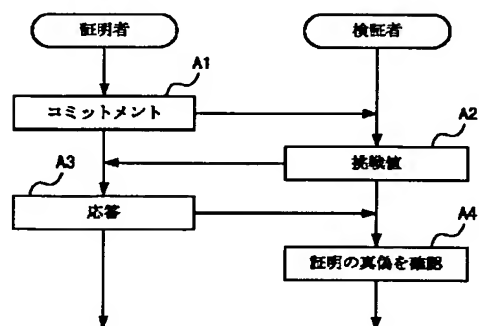 証明者
検証者
A1
コミットメント
A2
挑戦値
A3
応答
A4
証明の真偽を確認